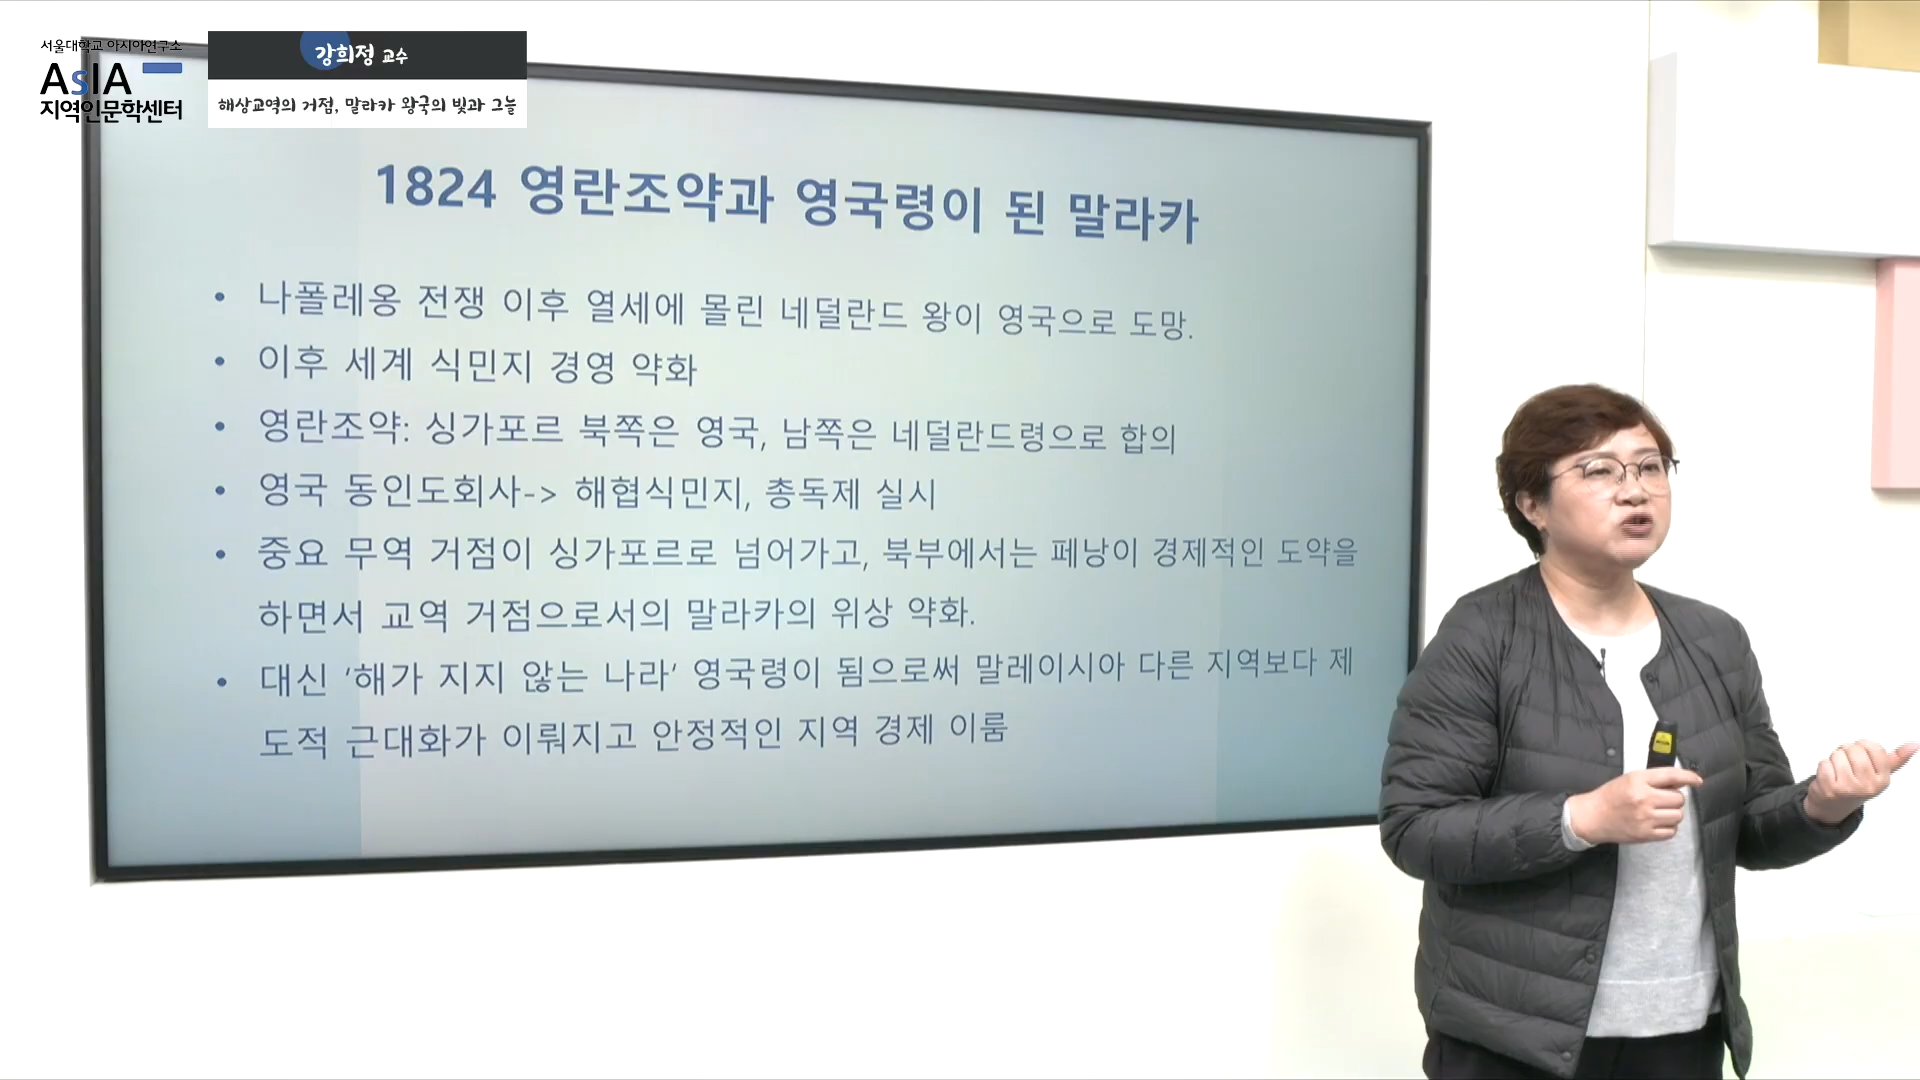 서울대학교 아시아연구소
AsIA
지역인문학센터
강희정 교수
해상교역의 거점, 말라카 왕국의 빛과 그늘
1824 영란조약과 영국령이 된 말라카
• 나폴레옹 전쟁 이후 열세에 몰린 네덜란드 왕이 영국으로 도망.
• 이후 세계 식민지 경영 약화
• 영란조약: 싱가포르 북쪽은 영국, 남쪽은 네덜란드령으로 합의
• 영국 동인도회사-> 해협식민지, 총독제 실시
• 중요 무역 거점이 싱가포르로 넘어가고, 북부에서는 페낭이 경제적인 도약을
하면서 교역 거점으로서의 말라카의 위상 약화.
• 대신 ‘해가 지지 않는 나라’ 영국령이 됨으로써 말레이시아 다른 지역보다 제
도적 근대화가 이뤄지고 안정적인 지역 경제 이룸